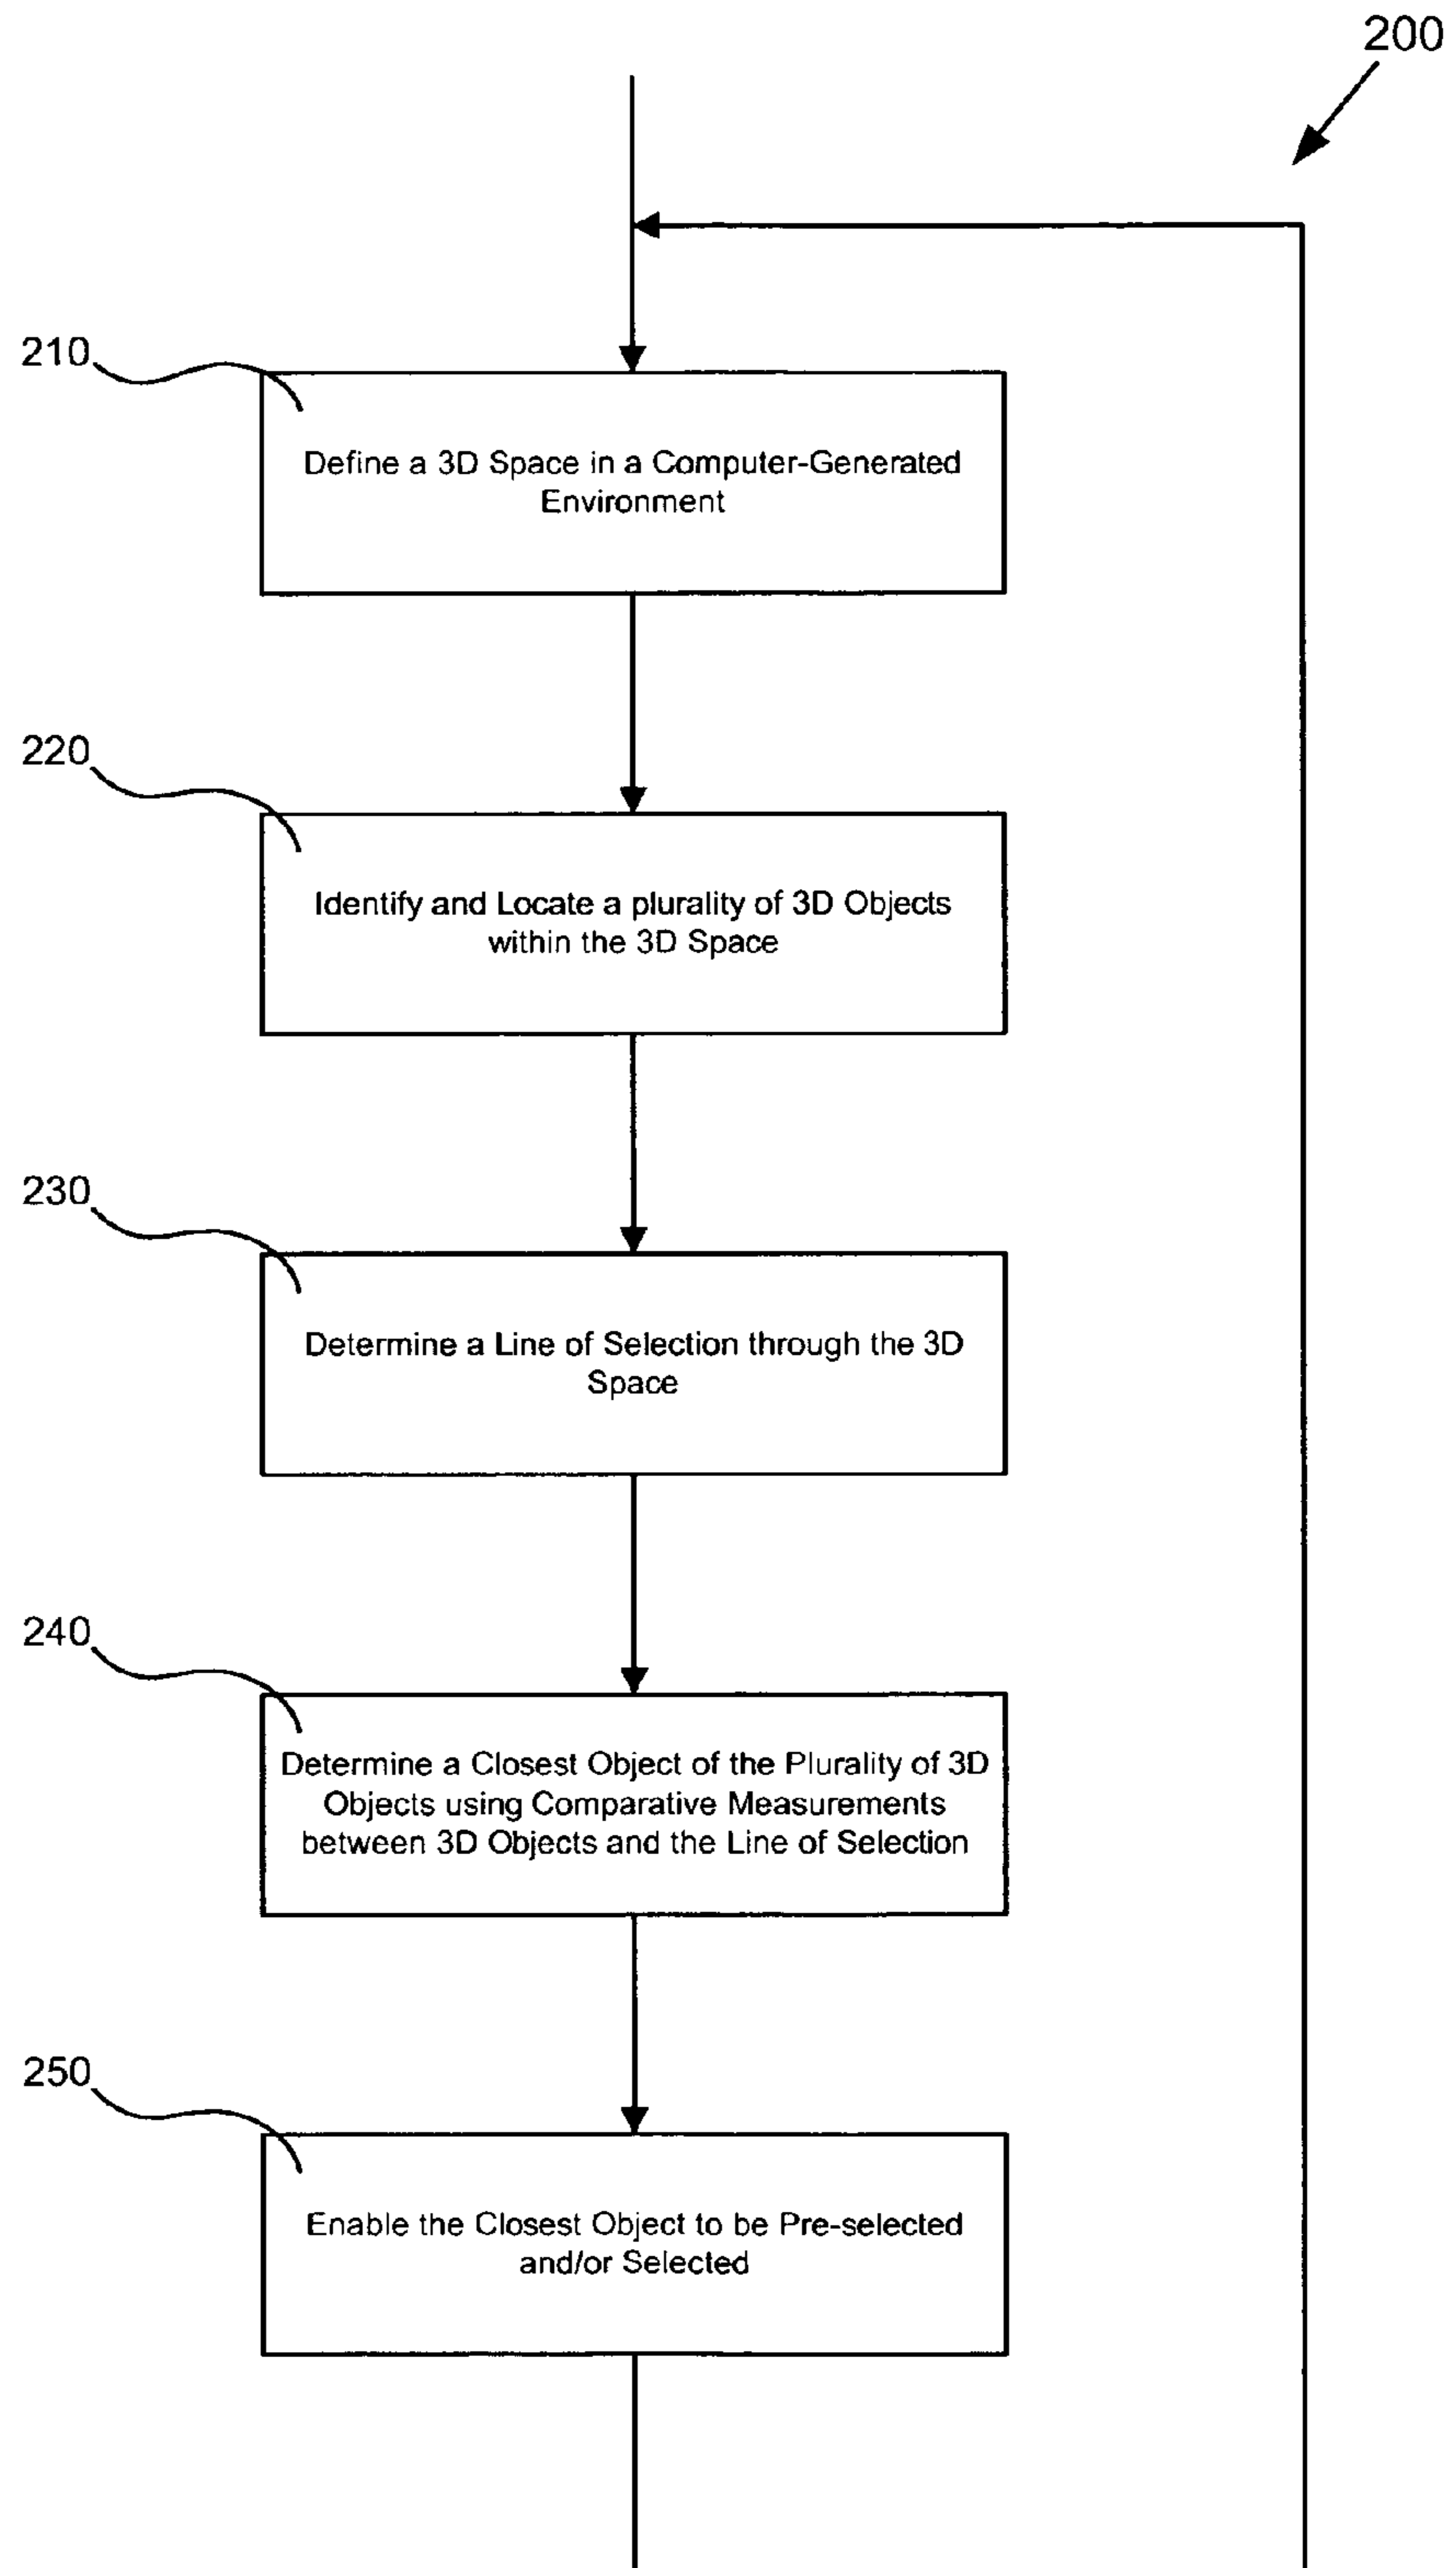 200
210
Define a 3D Space in a Computer-Generated
Environment
220
Identify and Locate a plurality of 3D Objects
within the 3D Space
230
Determine a Line of Selection through the 3D
Space
240
Determine a Closest Object of the Plurality of 3D
Objects using Comparative Measurements
between 3D Objects and the Line of Selection
250
Enable the Closest Object to be Pre-selected
and/or Selected